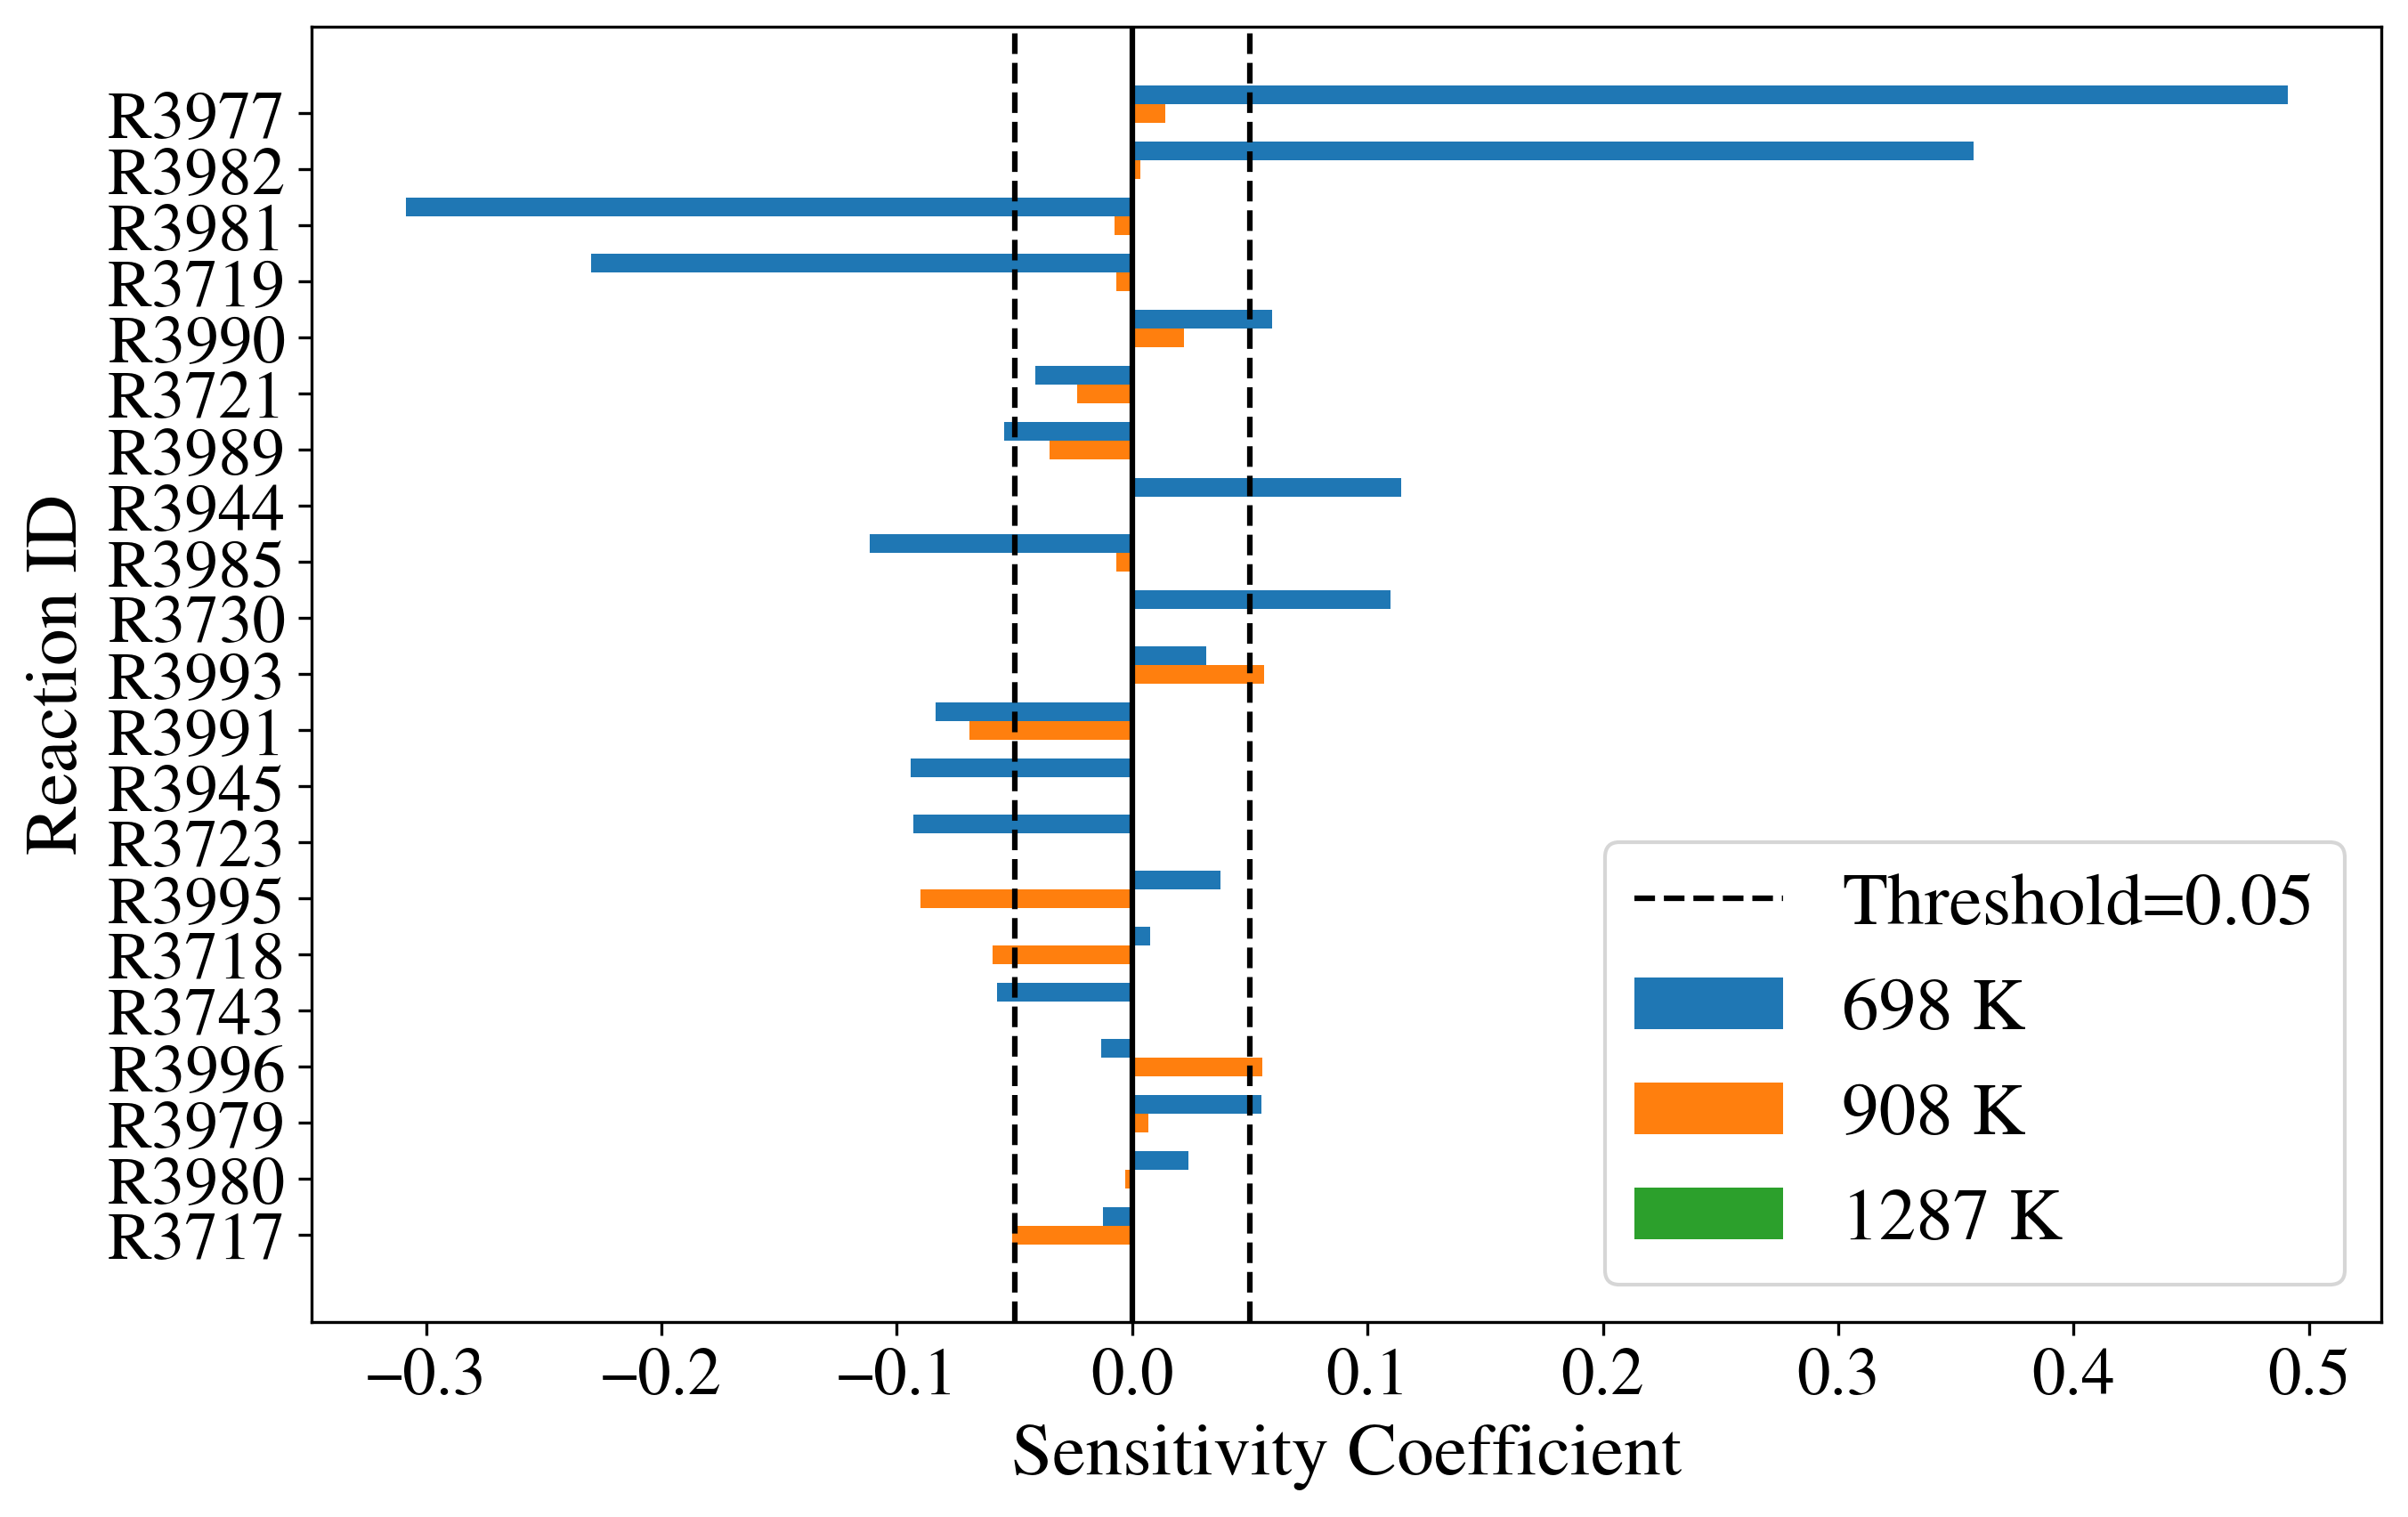 Reaction ID
R3977
R3982
R3981
R3719
R3990
R3721
R3989
R3944
R3985
R3730
R3993
R3991
R3945
R3723
R3995
R3718
R3743
R3996
R3979
R3980
R3717
Threshold=0.05
698 K
908 K
1287 K
−0.3 −0.2 −0.1 0.0 0.1 0.2 0.3 0.4 0.5
Sensitivity Coefficient